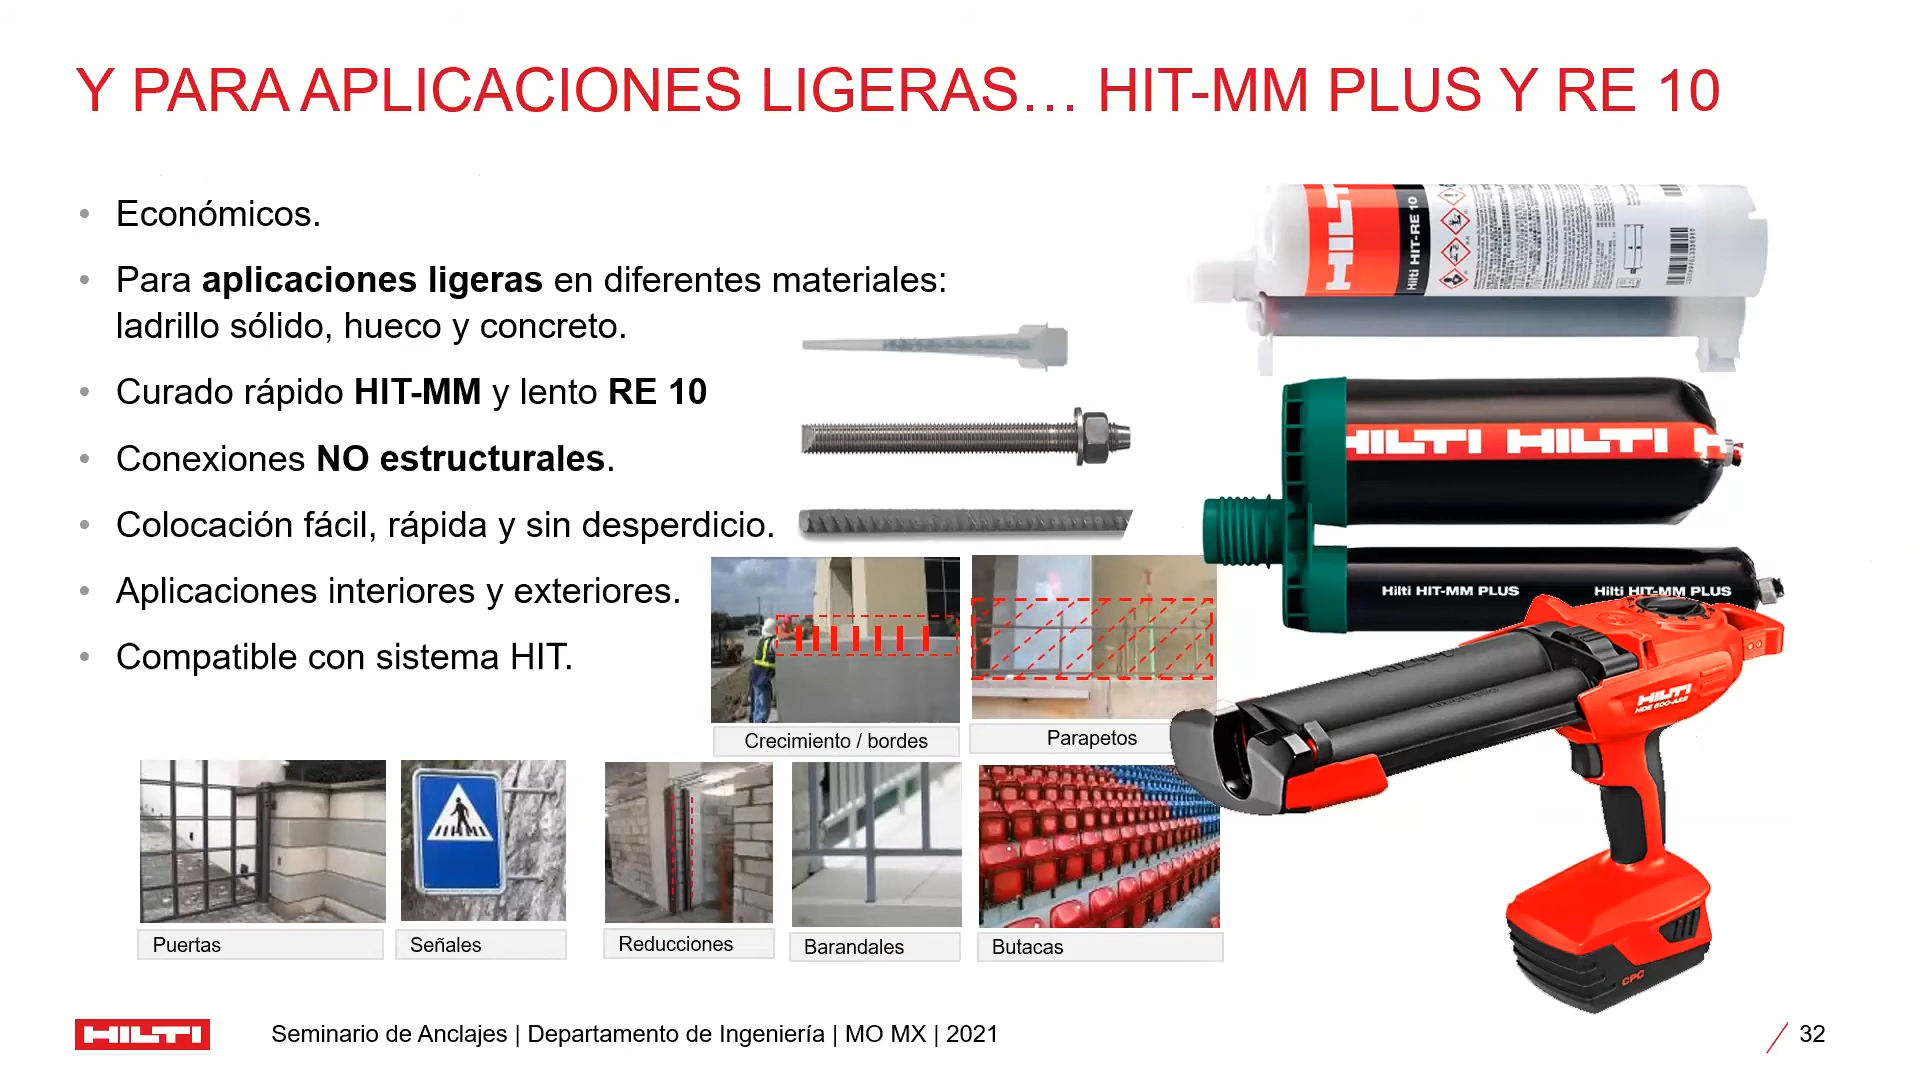 Y PARA APLICACIONES LIGERAS… HIT-MM PLUS Y RE 10
• Económicos.
• Para aplicaciones ligeras en diferentes materiales:
ladrillo sólido, hueco y concreto.
• Curado rápido HIT-MM y lento RE 10
• Conexiones NO estructurales.
• Colocación fácil, rápida y sin desperdicio.
• Aplicaciones interiores y exteriores.
• Compatible con sistema HIT.
HILTI
Hilti HIT-RE 10
HILTI HILTI
Hilti HIT-MM PLUS Hilti HIT-MM PLUS
HILTI
HILTI
CPC
Crecimiento / bordes
Parapetos
Puertas
Señales
Reducciones
Barandales
Butacas
HILTI
Seminario de Anclajes | Departamento de Ingeniería | MO MX | 2021
32